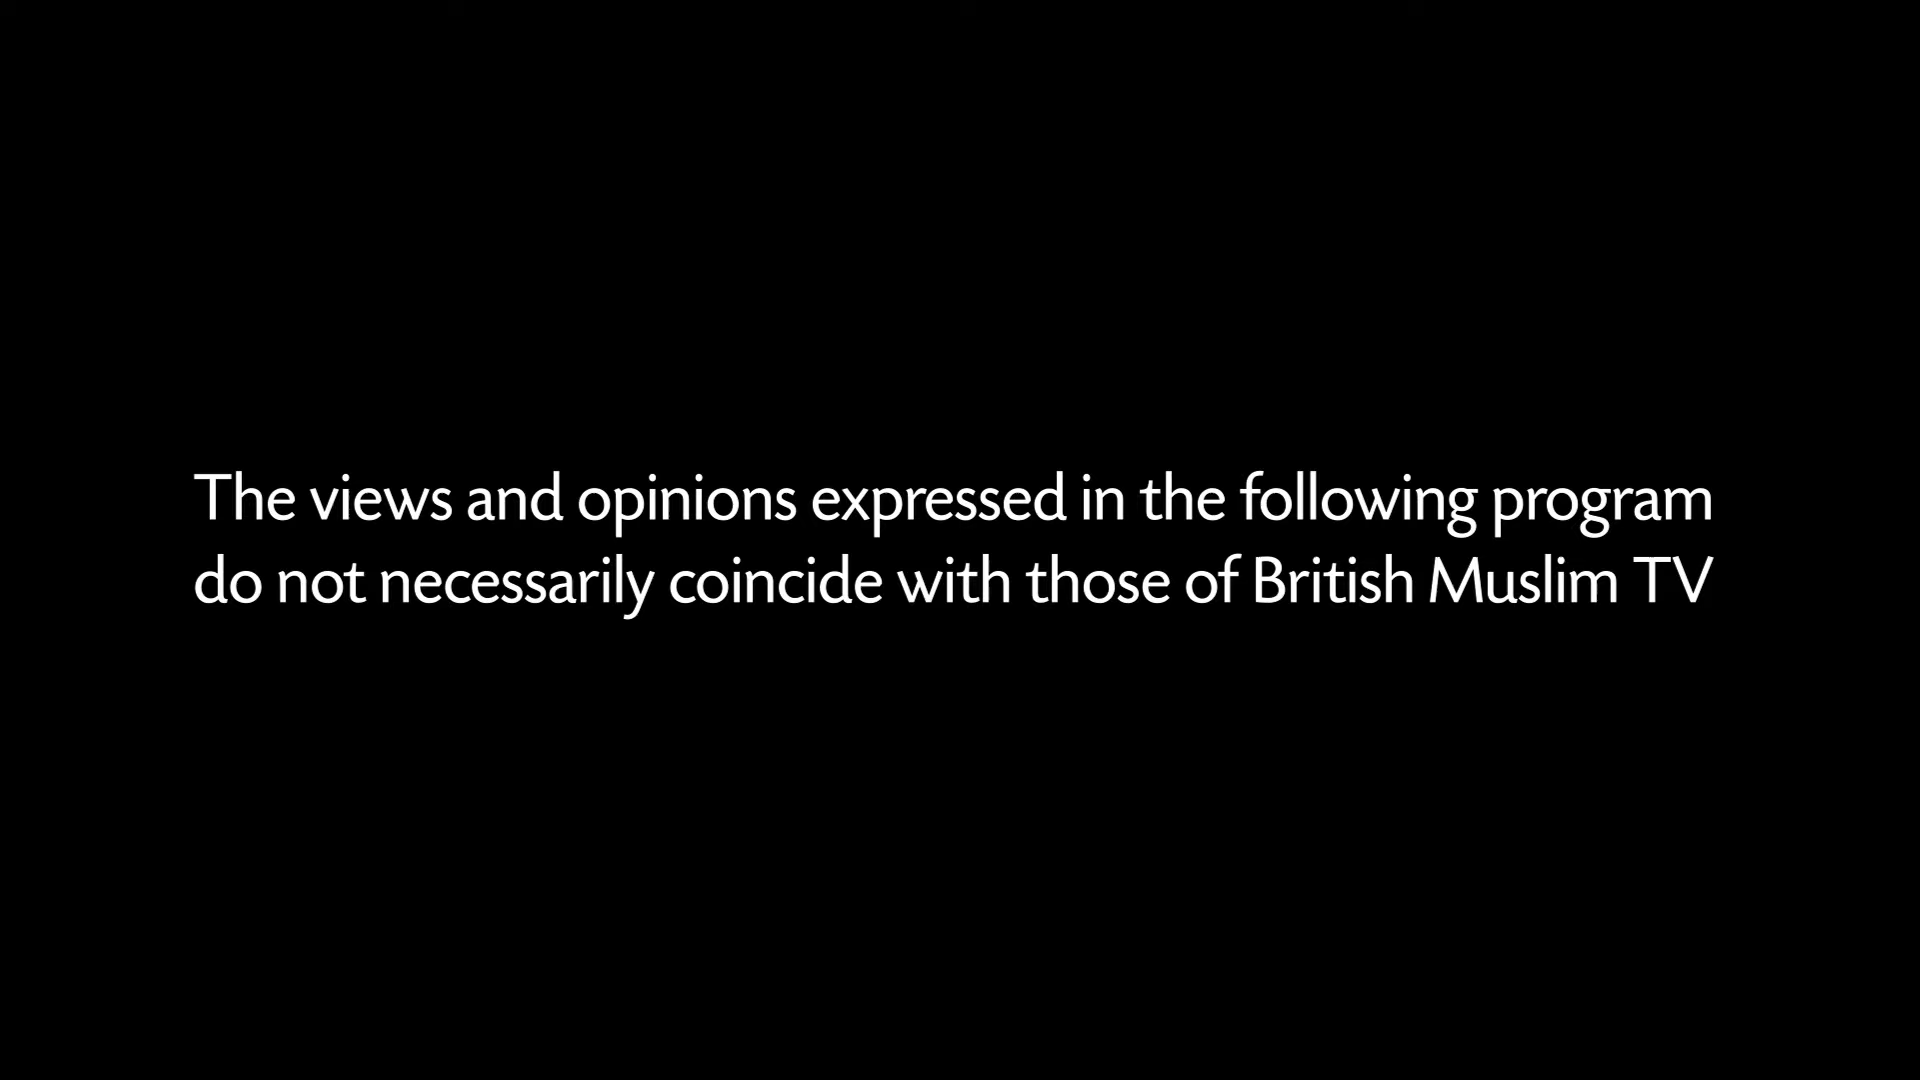 The views and opinions expressed in the following program
do not necessarily coincide with those of British Muslim TV